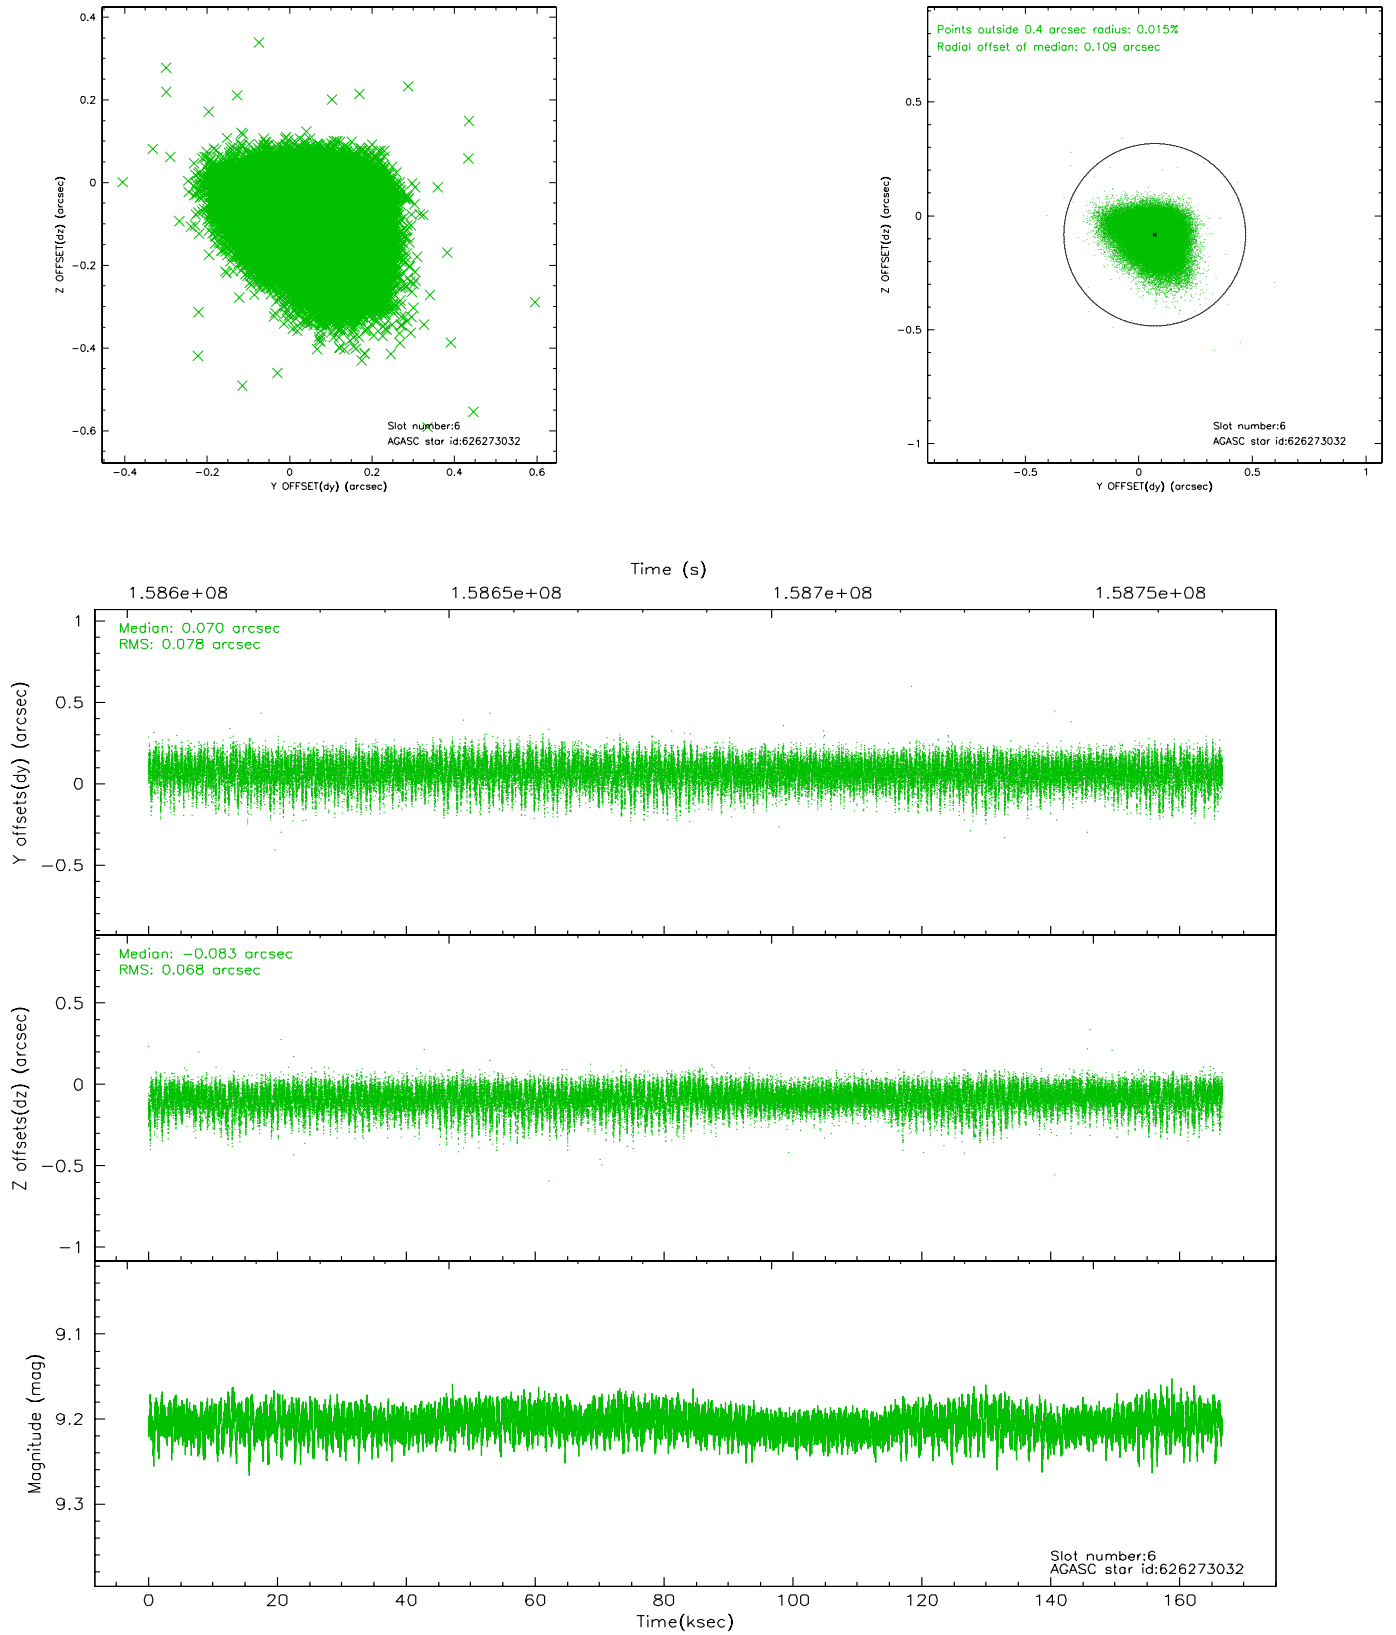 0.4
0.2
0
−0.2
−0.4
−0.6
Z OFFSET(dz) (arcsec)
−0.4
−0.2
0
0.2
0.4
0.6
Y OFFSET(dy) (arcsec)
Slot number:6
AGASC star id:626273032
Points outside 0.4 arcsec radius: 0.015%
Radial offset of median: 0.109 arcsec
0.5
0
−0.5
−1
Z OFFSET(dz) (arcsec)
−0.5
0
0.5
1
Y OFFSET(dy) (arcsec)
Slot number:6
AGASC star id:626273032
Time (s)
1.586e+08
1.5865e+08
1.587e+08
1.5875e+08
Median: 0.070 arcsec
RMS: 0.078 arcsec
1
0.5
0
−0.5
Y offsets(dy) (arcsec)
Median: −0.083 arcsec
RMS: 0.068 arcsec
0.5
0
−0.5
−1
Z offsets(dz) (arcsec)
9.1
9.2
9.3
Magnitude (mag)
Slot number:6
AGASC star id:626273032
0
20
40
60
80
100
120
140
160
Time(ksec)